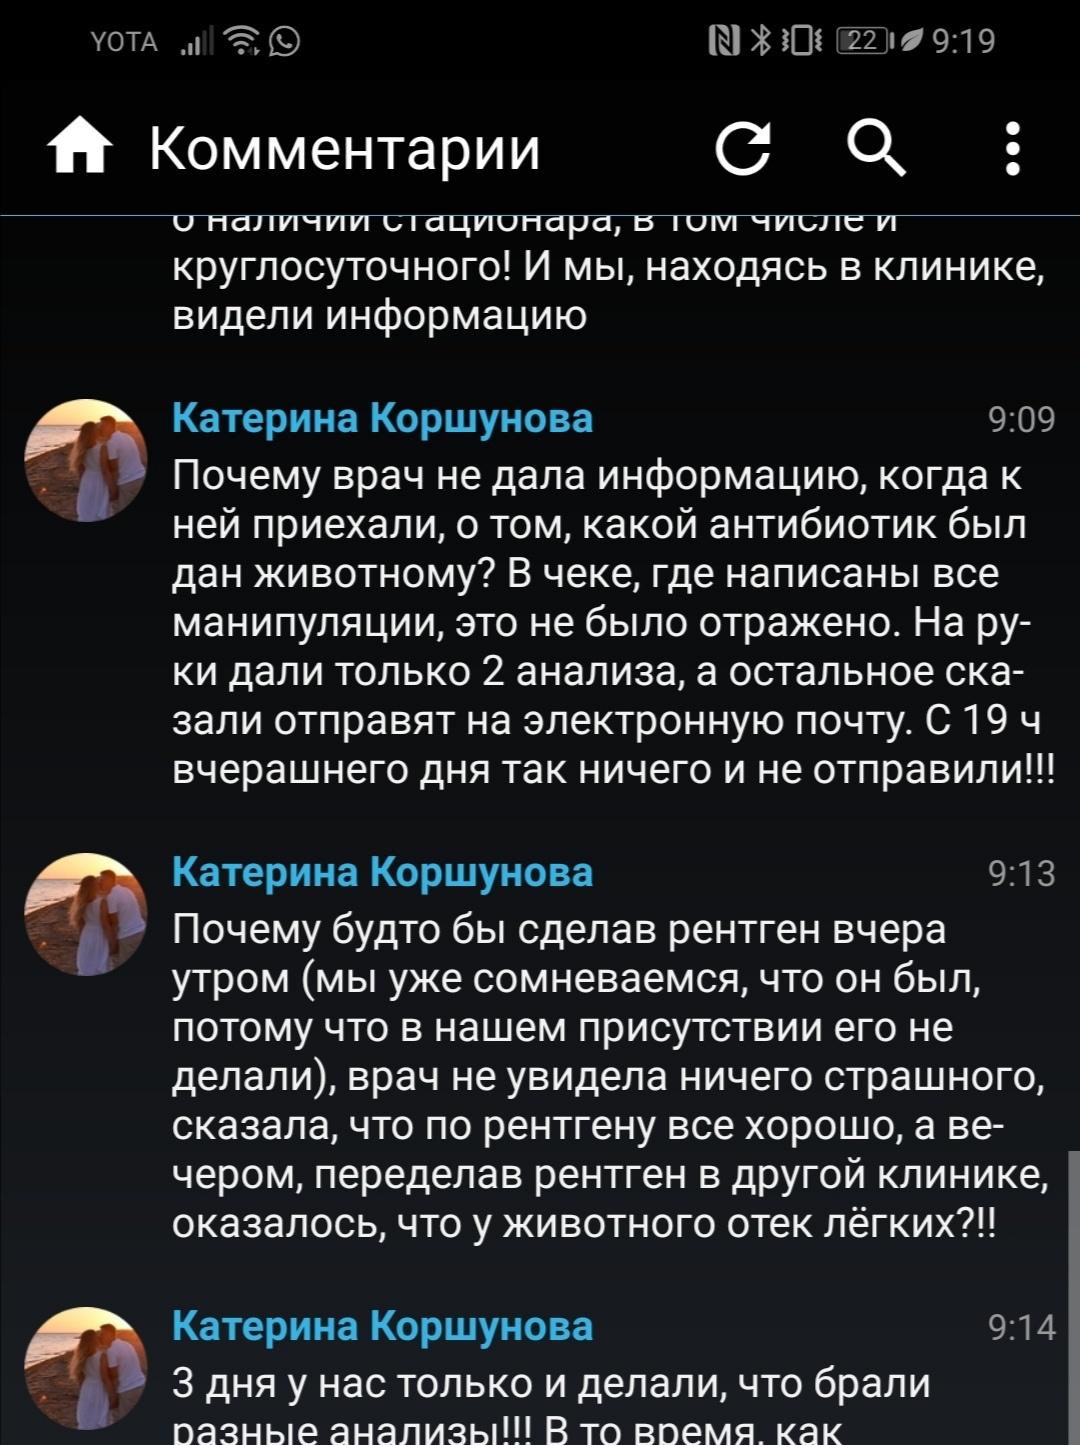 YOTA 22 9:19
Комментарии
о наличии стационара, в том числе и
круглосуточного! И мы, находясь в клинике,
видели информацию
Катерина Коршунова 9:09
Почему врач не дала информацию, когда к
ней приехали, о том, какой антибиотик был
дан животному? В чеке, где написаны все
манипуляции, это не было отражено. На ру-
ки дали только 2 анализа, а остальное ска-
зали отправят на электронную почту. С 19 ч
вчерашнего дня так ничего и не отправили!!!
Катерина Коршунова 9:13
Почему будто бы сделав рентген вчера
утром (мы уже сомневаемся, что он был,
потому что в нашем присутствии его не
делали), врач не увидела ничего страшного,
сказала, что по рентгену все хорошо, а ве-
чером, переделав рентген в другой клинике,
оказалось, что у животного отек лёгких?!!
Катерина Коршунова 9:14
3 дня у нас только и делали, что брали
разные анализы!!! В то время, как